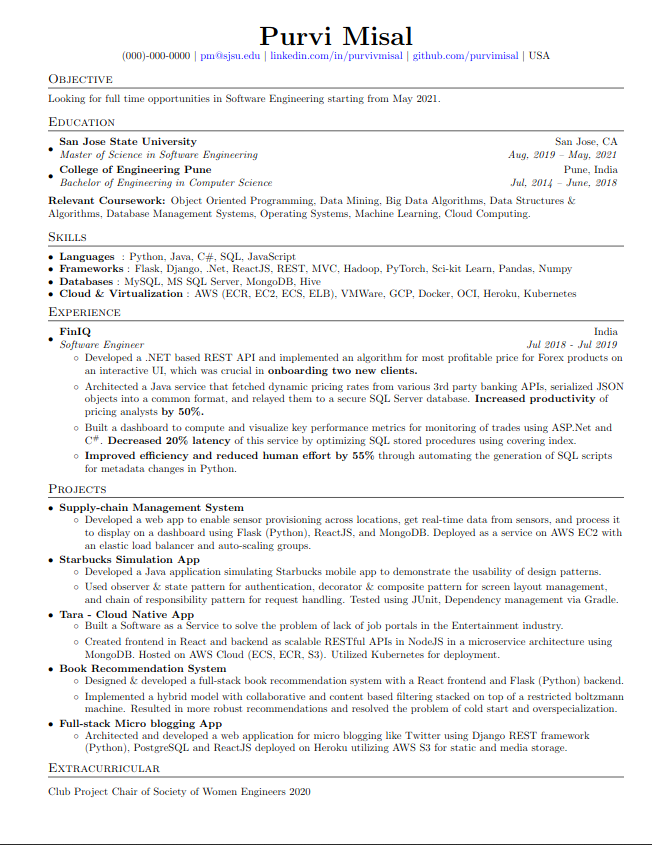 Purvi Misal
(000)-000-0000 | pm@sjsu.edu | linkedin.com/in/purvivmisal | github.com/purvimisal | USA
Objective
Looking for full time opportunities in Software Engineering starting from May 2021.
Education
• San Jose State University San Jose, CA
Master of Science in Software Engineering Aug, 2019 – May, 2021
• College of Engineering Pune Pune, India
Bachelor of Engineering in Computer Science Jul, 2014 – June, 2018
Relevant Coursework: Object Oriented Programming, Data Mining, Big Data Algorithms, Data Structures &
Algorithms, Database Management Systems, Operating Systems, Machine Learning, Cloud Computing.
Skills
• Languages : Python, Java, C#, SQL, JavaScript
• Frameworks : Flask, Django, .Net, ReactJS, REST, MVC, Hadoop, PyTorch, Sci-kit Learn, Pandas, Numpy
• Databases : MySQL, MS SQL Server, MongoDB, Hive
• Cloud & Virtualization : AWS (ECR, EC2, ECS, ELB), VMWare, GCP, Docker, OCI, Heroku, Kubernetes
Experience
• FinIQ India
Software Engineer Jul 2018 - Jul 2019
◦ Developed a .NET based REST API and implemented an algorithm for most profitable price for Forex products on
an interactive UI, which was crucial in onboarding two new clients.
◦ Architected a Java service that fetched dynamic pricing rates from various 3rd party banking APIs, serialized JSON
objects into a common format, and relayed them to a secure SQL Server database. Increased productivity of
pricing analysts by 50%.
◦ Built a dashboard to compute and visualize key performance metrics for monitoring of trades using ASP.Net and
C#. Decreased 20% latency of this service by optimizing SQL stored procedures using covering index.
◦ Improved efficiency and reduced human effort by 55% through automating the generation of SQL scripts
for metadata changes in Python.
Projects
• Supply-chain Management System
◦ Developed a web app to enable sensor provisioning across locations, get real-time data from sensors, and process it
to display on a dashboard using Flask (Python), ReactJS, and MongoDB. Deployed as a service on AWS EC2 with
an elastic load balancer and auto-scaling groups.
• Starbucks Simulation App
◦ Developed a Java application simulating Starbucks mobile app to demonstrate the usability of design patterns.
◦ Used observer & state pattern for authentication, decorator & composite pattern for screen layout management,
and chain of responsibility pattern for request handling. Tested using JUnit, Dependency management via Gradle.
• Tara - Cloud Native App
◦ Built a Software as a Service to solve the problem of lack of job portals in the Entertainment industry.
◦ Created frontend in React and backend as scalable RESTful APIs in NodeJS in a microservice architecture using
MongoDB. Hosted on AWS Cloud (ECS, ECR, S3). Utilized Kubernetes for deployment.
• Book Recommendation System
◦ Designed & developed a full-stack book recommendation system with a React frontend and Flask (Python) backend.
◦ Implemented a hybrid model with collaborative and content based filtering stacked on top of a restricted boltzmann
machine. Resulted in more robust recommendations and resolved the problem of cold start and overspecialization.
• Full-stack Micro blogging App
◦ Architected and developed a web application for micro blogging like Twitter using Django REST framework
(Python), PostgreSQL and ReactJS deployed on Heroku utilizing AWS S3 for static and media storage.
Extracurricular
Club Project Chair of Society of Women Engineers 2020